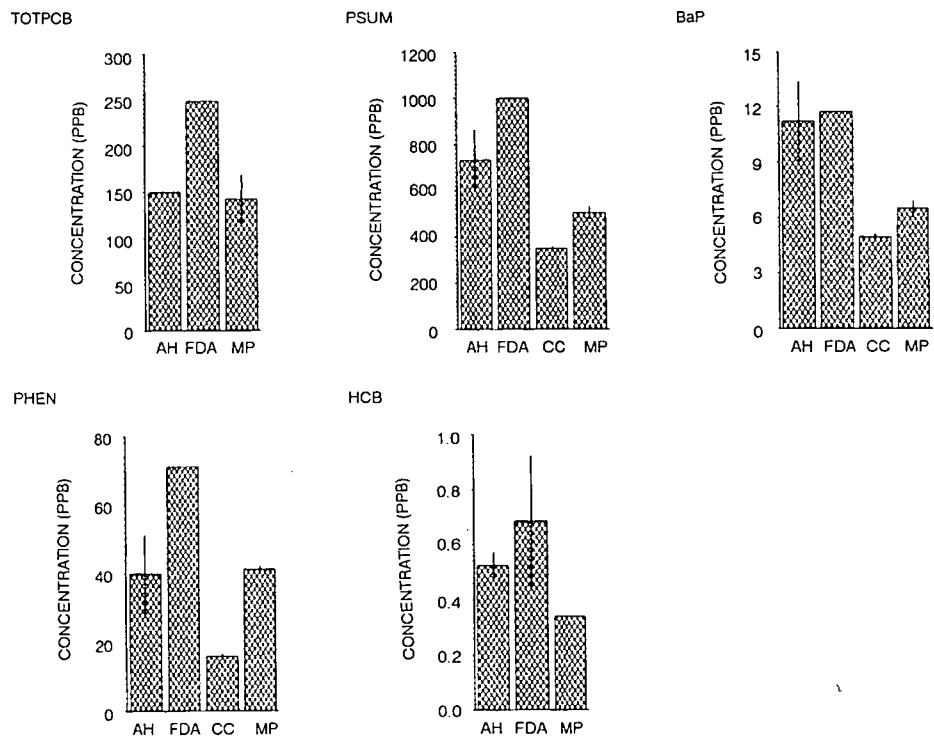 TOTPCB
CONCENTRATION (PPB)
300
250
200
150
100
50
0
AH FDA MP
PSUM
CONCENTRATION (PPB)
1200
1000
800
600
400
200
0
AH FDA CC MP
BaP
CONCENTRATION (PPB)
15
12
9
6
3
0
AH FDA CC MP
PHEN
CONCENTRATION (PPB)
80
60
40
20
0
AH FDA CC MP
HCB
CONCENTRATION (PPB)
1.0
0.8
0.6
0.4
0.2
0.0
AH FDA MP